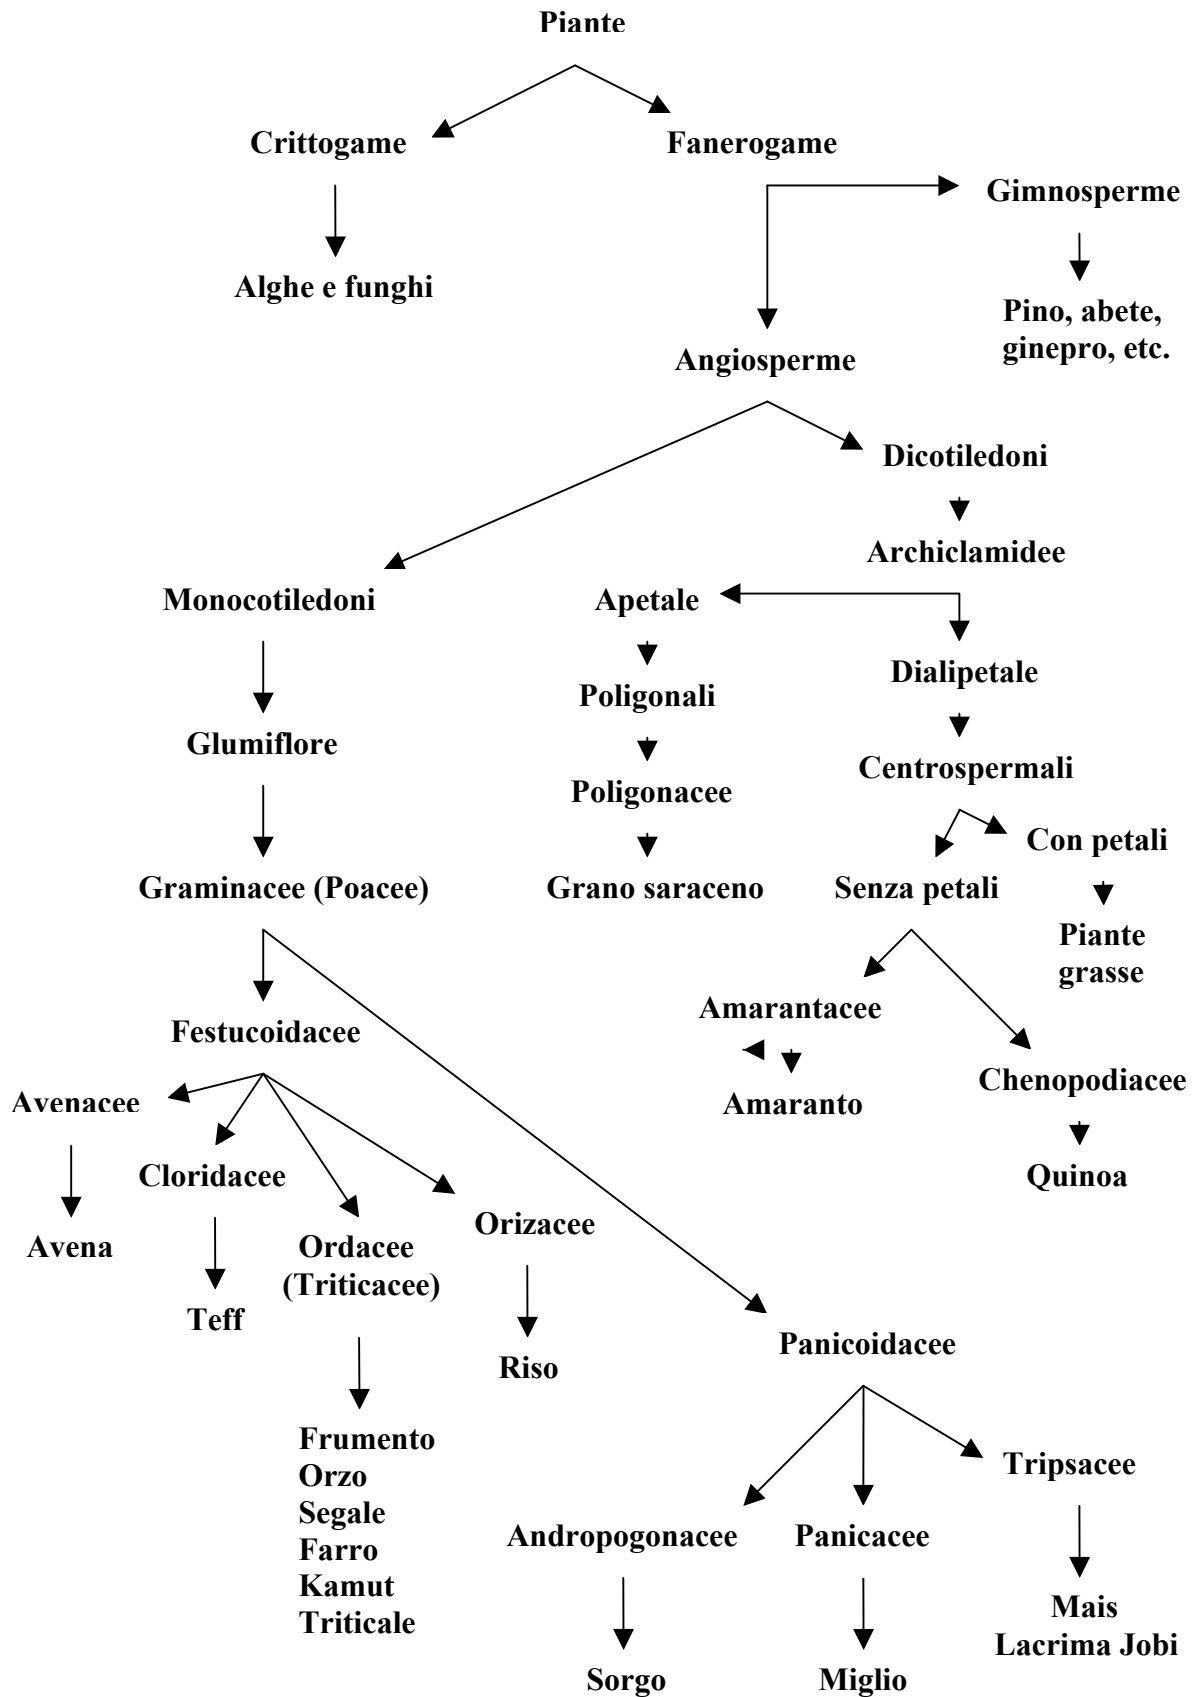 Piante
Crittogame
Fanerogame
Gimnosperme
Alghe e funghi
Pino, abete,
ginepro, etc.
Angiosperme
Dicotiledoni
Archiclamidee
Monocotiledoni
Apetale
Dialipetale
Poligonali
Glumiflore
Centrospermali
Poligonacee
Con petali
Graminacee (Poacee)
Grano saraceno
Senza petali
Piante
grasse
Amarantacee
Festucoidacee
Chenopodiacee
Avenacee
Amaranto
Cloridacee
Quinoa
Orizacee
Avena
Ordacee
(Triticacee)
Teff
Panicoidacee
Riso
Frumento
Orzo
Segale
Farro
Kamut
Triticale
Tripsacee
Andropogonacee
Panicacee
Mais
Lacrima Jobi
Sorgo
Miglio